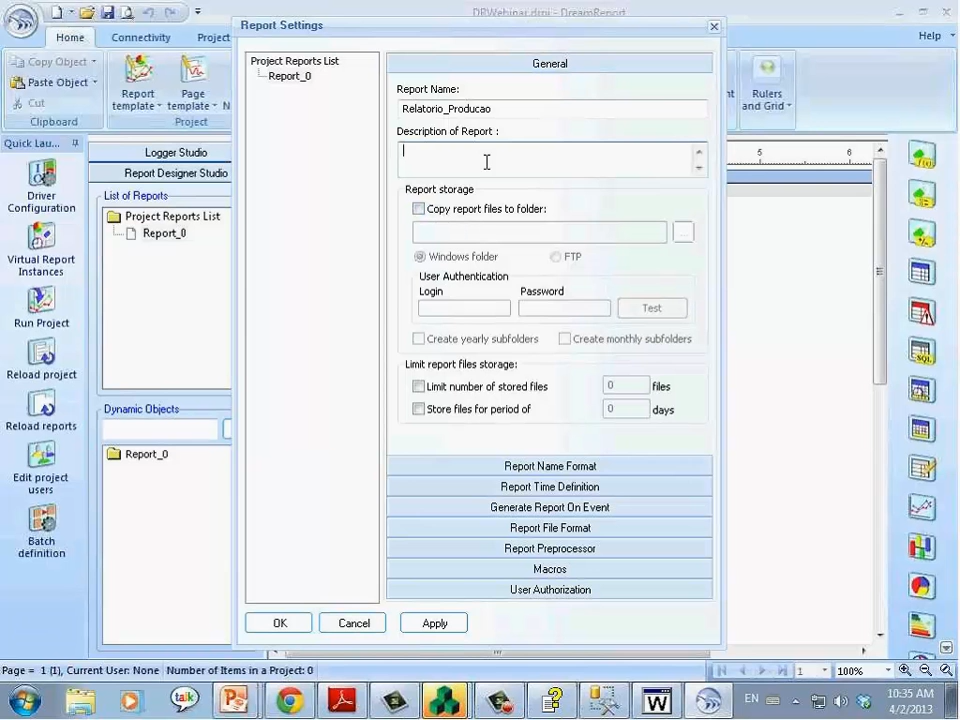 DRWebinar.drpj - DreamReport
Home
Connectivity
Project
Help
Copy Object
Paste Object
Cut
Clipboard
Report
template
Page
template
N
Project
nt
Rulers
and Grid
Quick Lau...
Driver
Configuration
Virtual Report
Instances
Run Project
Reload project
Reload reports
Edit project
users
Batch
definition
Logger Studio
Report Designer Studio
List of Reports
Project Reports List
Report_0
Dynamic Objects
Report_0
Report Settings
Project Reports List
Report_0
General
Report Name:
Relatorio_Producao
Description of Report :
Report storage
Copy report files to folder:
...
Windows folder
FTP
User Authentication
Login
Password
Test
Create yearly subfolders
Create monthly subfolders
Limit report files storage:
Limit number of stored files
0
files
Store files for period of
0
days
Report Name Format
Report Time Definition
Generate Report On Event
Report File Format
Report Preprocessor
Macros
User Authorization
OK
Cancel
Apply
5
6
SQL
Page = 1 (1), Current User: None
Number of Items in a Project: 0
1
100%
talk
EN
10:35 AM
4/2/2013